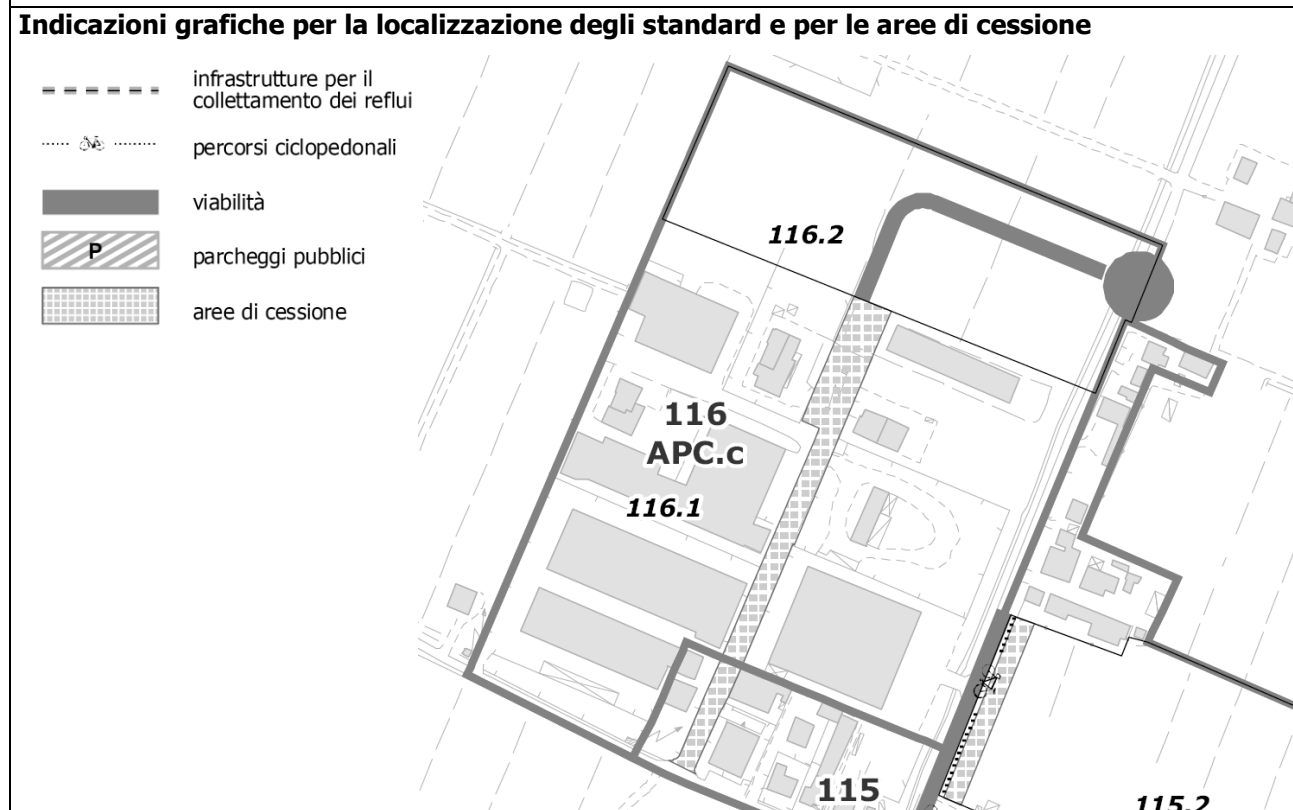 Indicazioni grafiche per la localizzazione degli standard e per le aree di cessione
infrastrutture per il
collettamento dei reflui
percorsi ciclopedonali
viabilità
P
parcheggi pubblici
aree di cessione
116.2
116
APC.c
116.1
115
115.2